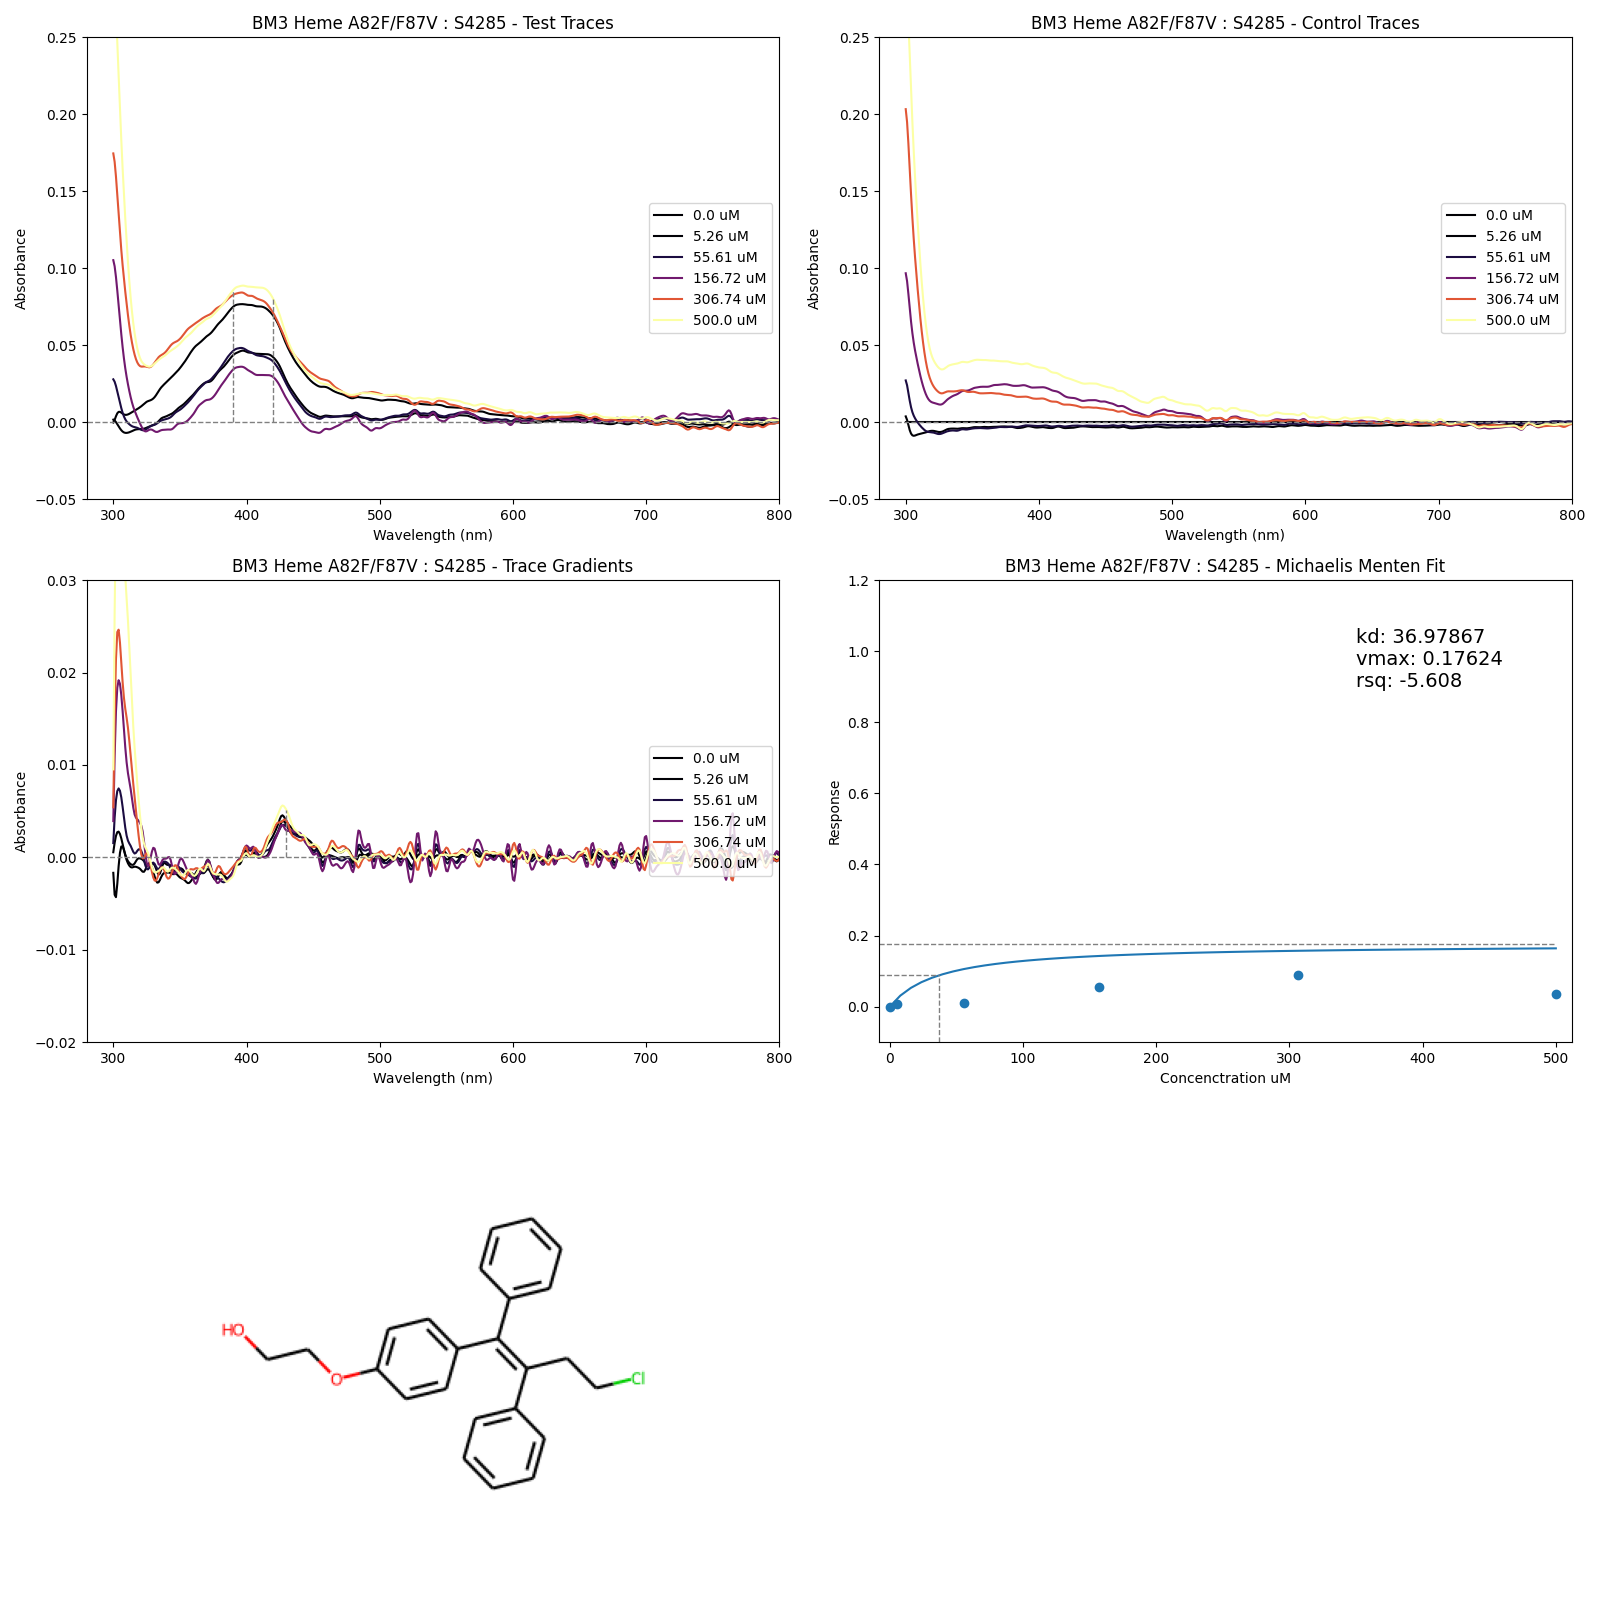 BM3 Heme A82F/F87V : S4285 - Test Traces
0.25
0.20
0.15
0.10
0.05
0.00
−0.05
Absorbance
300 400 500 600 700 800
Wavelength (nm)
0.0 uM
5.26 uM
55.61 uM
156.72 uM
306.74 uM
500.0 uM
BM3 Heme A82F/F87V : S4285 - Control Traces
0.25
0.20
0.15
0.10
0.05
0.00
−0.05
Absorbance
300 400 500 600 700 800
Wavelength (nm)
0.0 uM
5.26 uM
55.61 uM
156.72 uM
306.74 uM
500.0 uM
BM3 Heme A82F/F87V : S4285 - Trace Gradients
0.03
0.02
0.01
0.00
−0.01
−0.02
Absorbance
300 400 500 600 700 800
Wavelength (nm)
0.0 uM
5.26 uM
55.61 uM
156.72 uM
306.74 uM
500.0 uM
BM3 Heme A82F/F87V : S4285 - Michaelis Menten Fit
1.2
1.0
0.8
0.6
0.4
0.2
0.0
Response
0 100 200 300 400 500
Concenctration uM
kd: 36.97867
vmax: 0.17624
rsq: -5.608
HO
O
Cl